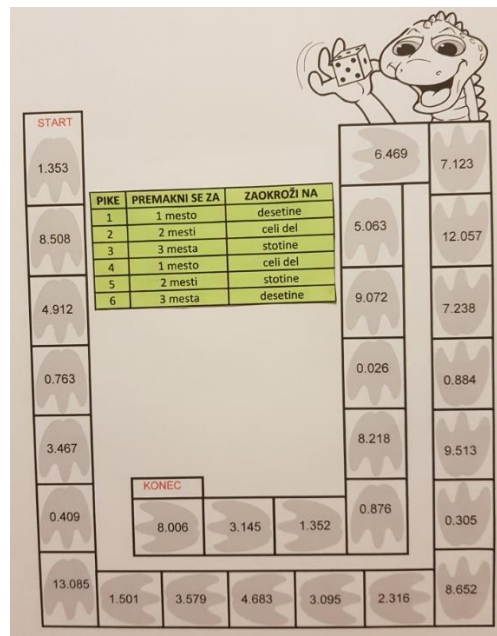 START
1.353
8.508
4.912
0.763
3.467
0.409
13.085
PIKE PREMAKNI SE ZA ZAOKROŽI NA
1 1 mesto desetine
2 2 mesti celi del
3 3 mesta stotine
4 1 mesto celi del
5 2 mesti stotine
6 3 mesta desetine
1.501 3.579 4.683 3.095 2.316
8.652
0.305
9.513
0.884
7.238
12.057
7.123
6.469
5.063
9.072
0.026
8.218
0.876
1.352
3.145
8.006
KONEC